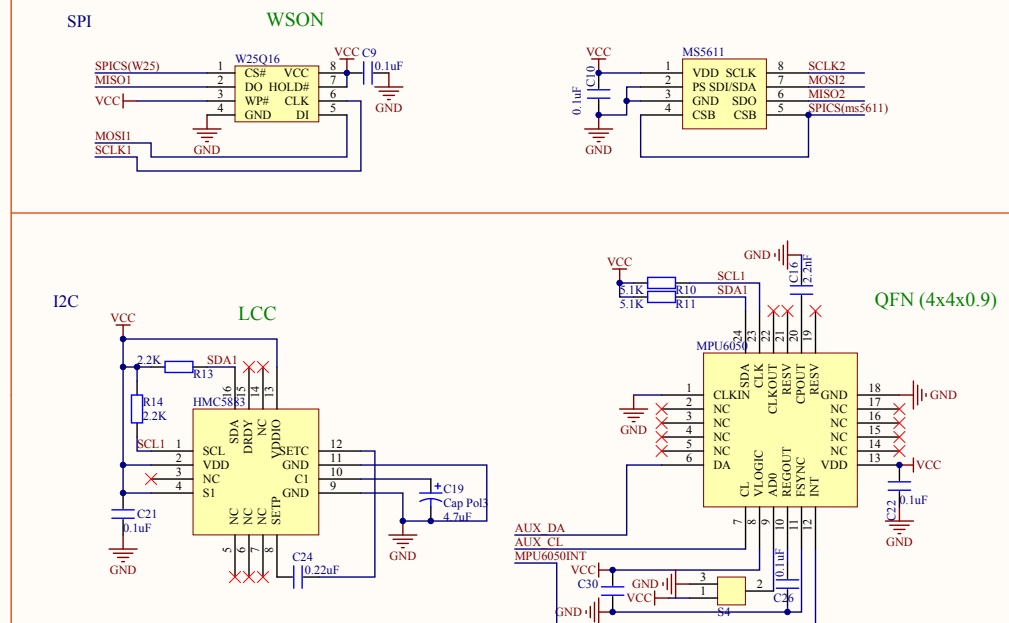 SPI
WSON
W25Q16
SPICS(W25) 1 CS# VCC 8 VCC C9 0.1uF
MISO1 2 DO HOLD# 7
VCC 3 WP# CLK 6 GND
4 GND DI 5
MOSI1
GND
SCLK1
VCC MS5611
C10 0.1uF
1 VDD SCLK 8 SCLK2
2 PS SDI/SDA 7 MOSI2
3 GND SDO 6 MISO2
4 CSB CSB 5 SPICS(ms5611)
GND
I2C
LCC
VCC
2.2K SDA1
R13
R14
2.2K
HMC5883
16 15 14 13
SDA DRDY NC VDDIO
SCL1 1 SCL SETC 12
2 VDD GND 11
3 NC C1 10
4 S1 GND 9
NC NC NC SETP
5 6 7 8
C19
Cap Pol3
4.7uF
C21
0.1uF
GND
GND
C24
0.22uF
QFN (4x4x0.9)
GND
C16
2.2nF
VCC
SCL1
5.1K R10
SDA1
5.1K R11
MPU6050
24 23 22 21 20 19
SDA CLK CLKOUT RESV CPOUT RESV
1 CLKIN GND 18 GND
2 NC NC 17
GND
3 NC NC 16
4 NC NC 15
5 NC NC 14
6 DA VDD 13 VCC
CL VLOGIC AD0 REGOUT FSYNC INT
7 8 9 10 11 12
C22
0.1uF
GND
AUX_DA
AUX_CL
MPU6050INT
VCC
C30
GND 3
VCC 1
2
S4
0.1uF
C26
GND